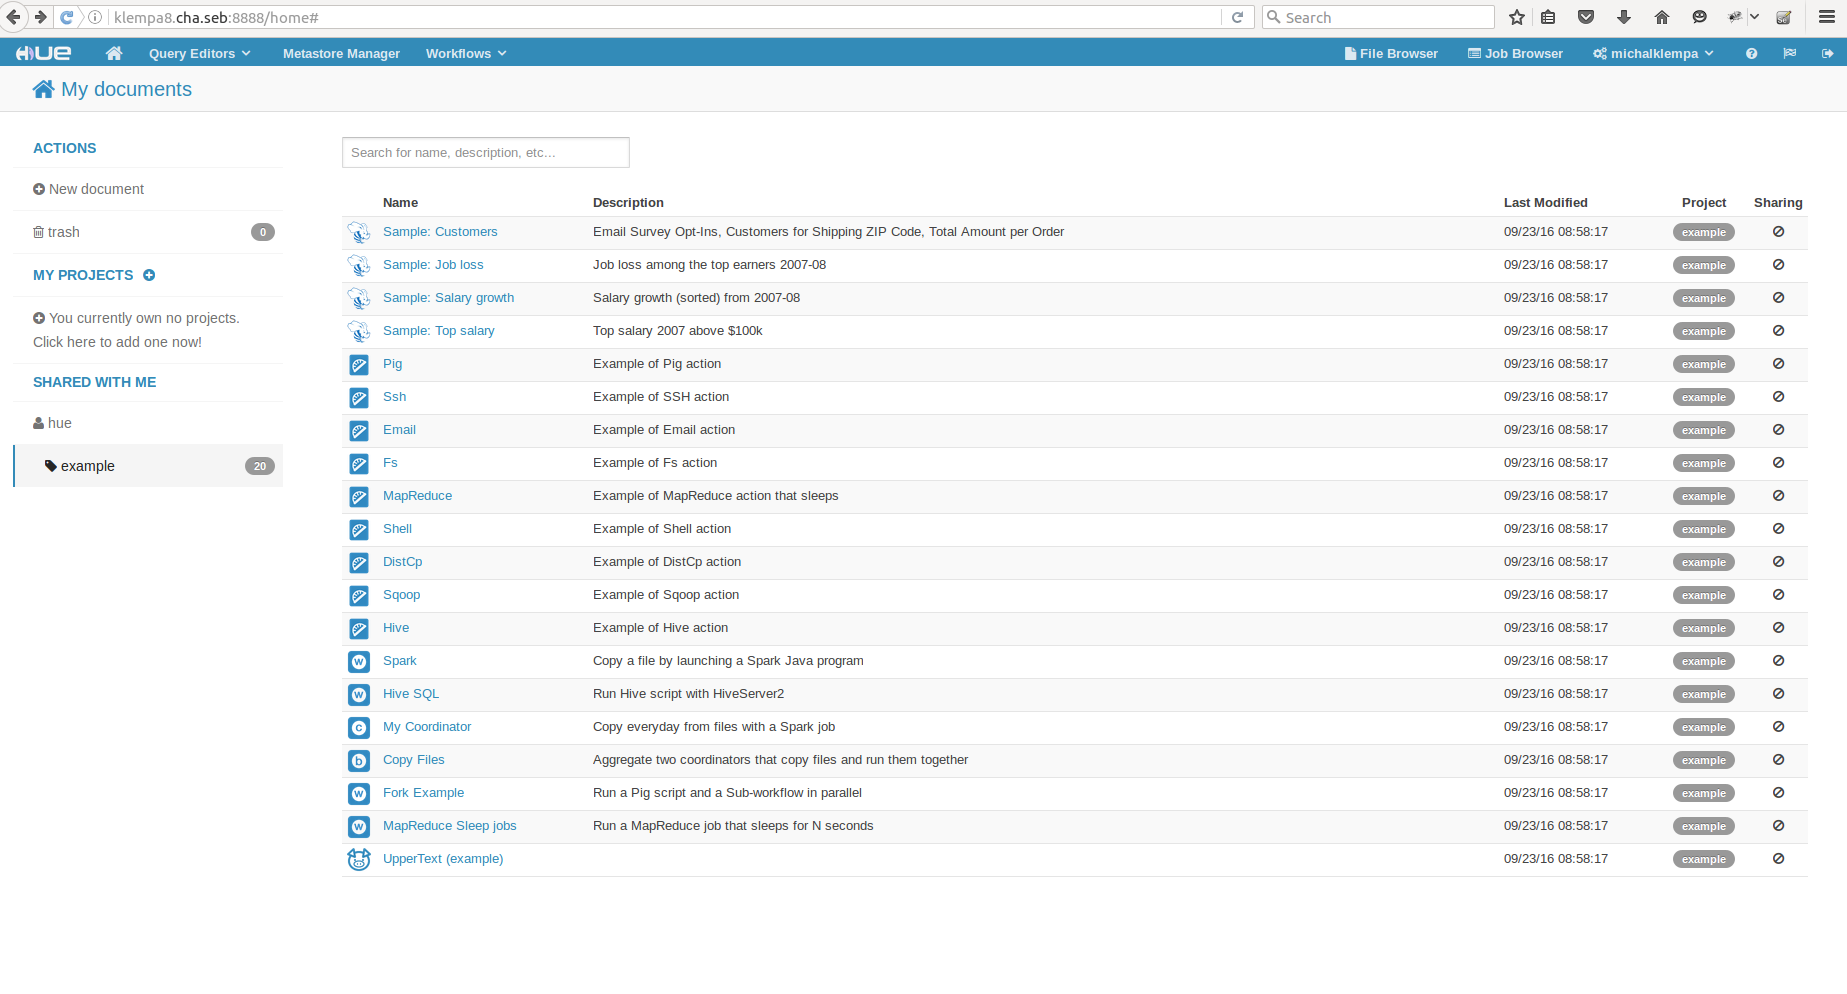 klempa8.cha.seb:8888/home#
Search
HUE
Query Editors
Metastore Manager
Workflows
File Browser
Job Browser
michalklempa
My documents
ACTIONS
New document
trash
0
MY PROJECTS
You currently own no projects.
Click here to add one now!
SHARED WITH ME
hue
example
20
Search for name, description, etc...
Name Description Last Modified Project Sharing
Sample: Customers Email Survey Opt-Ins, Customers for Shipping ZIP Code, Total Amount per Order 09/23/16 08:58:17 example
Sample: Job loss Job loss among the top earners 2007-08 09/23/16 08:58:17 example
Sample: Salary growth Salary growth (sorted) from 2007-08 09/23/16 08:58:17 example
Sample: Top salary Top salary 2007 above $100k 09/23/16 08:58:17 example
Pig Example of Pig action 09/23/16 08:58:17 example
Ssh Example of SSH action 09/23/16 08:58:17 example
Email Example of Email action 09/23/16 08:58:17 example
Fs Example of Fs action 09/23/16 08:58:17 example
MapReduce Example of MapReduce action that sleeps 09/23/16 08:58:17 example
Shell Example of Shell action 09/23/16 08:58:17 example
DistCp Example of DistCp action 09/23/16 08:58:17 example
Sqoop Example of Sqoop action 09/23/16 08:58:17 example
Hive Example of Hive action 09/23/16 08:58:17 example
w Spark Copy a file by launching a Spark Java program 09/23/16 08:58:17 example
w Hive SQL Run Hive script with HiveServer2 09/23/16 08:58:17 example
c My Coordinator Copy everyday from files with a Spark job 09/23/16 08:58:17 example
b Copy Files Aggregate two coordinators that copy files and run them together 09/23/16 08:58:17 example
w Fork Example Run a Pig script and a Sub-workflow in parallel 09/23/16 08:58:17 example
w MapReduce Sleep jobs Run a MapReduce job that sleeps for N seconds 09/23/16 08:58:17 example
UpperText (example) 09/23/16 08:58:17 example